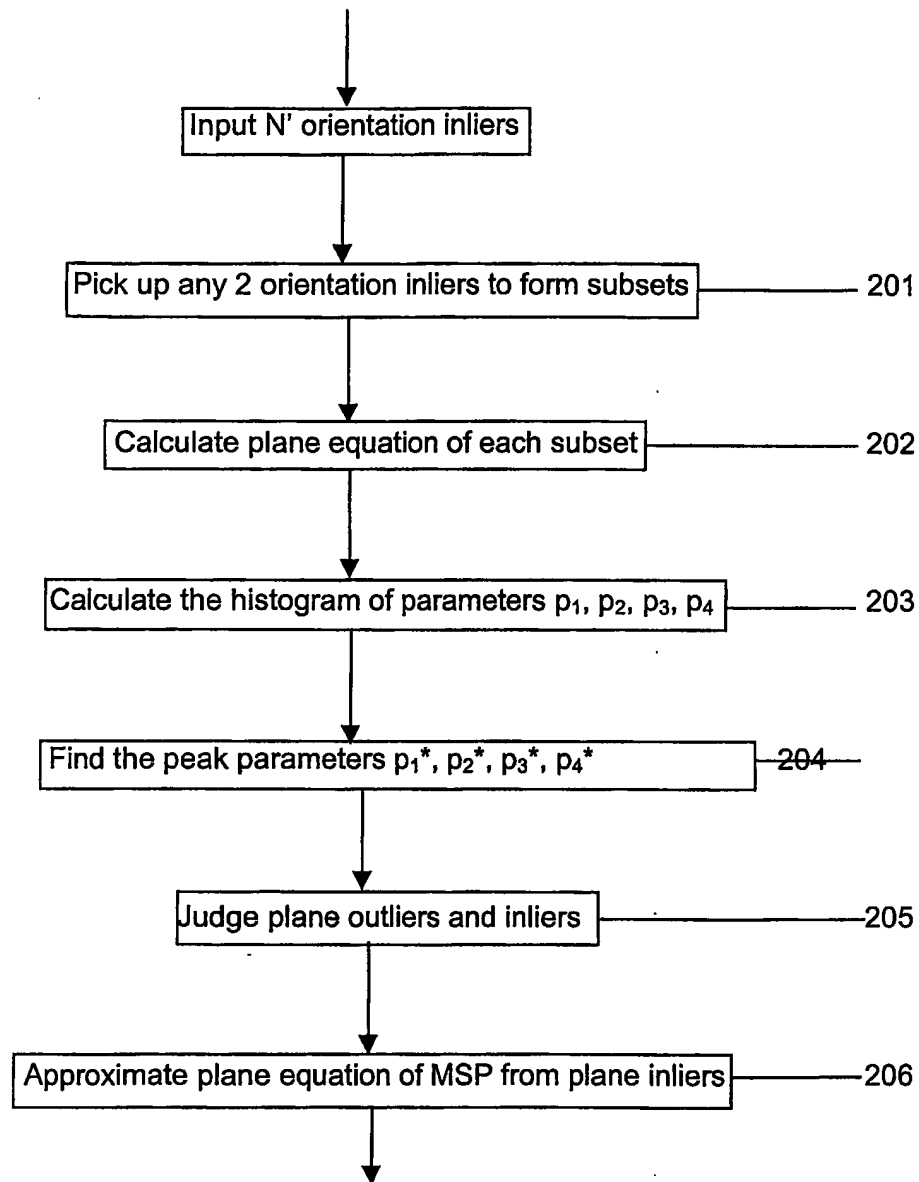 Input N' orientation inliers
Pick up any 2 orientation inliers to form subsets 201
Calculate plane equation of each subset 202
Calculate the histogram of parameters p₁, p₂, p₃, p₄ 203
Find the peak parameters p₁*, p₂*, p₃*, p₄* 204
Judge plane outliers and inliers 205
Approximate plane equation of MSP from plane inliers 206